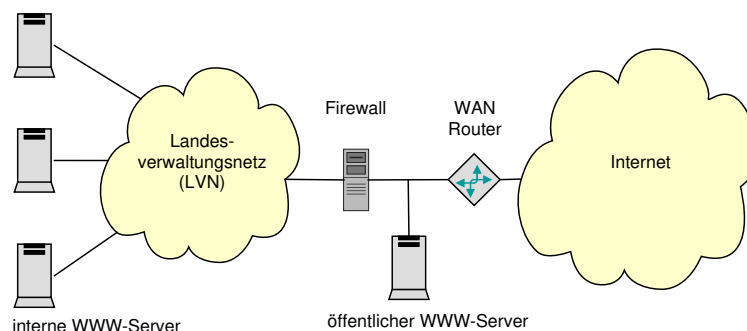 Firewall
WAN
Router
Landes-
verwaltungsnetz
(LVN)
Internet
interne WWW-Server
öffentlicher WWW-Server